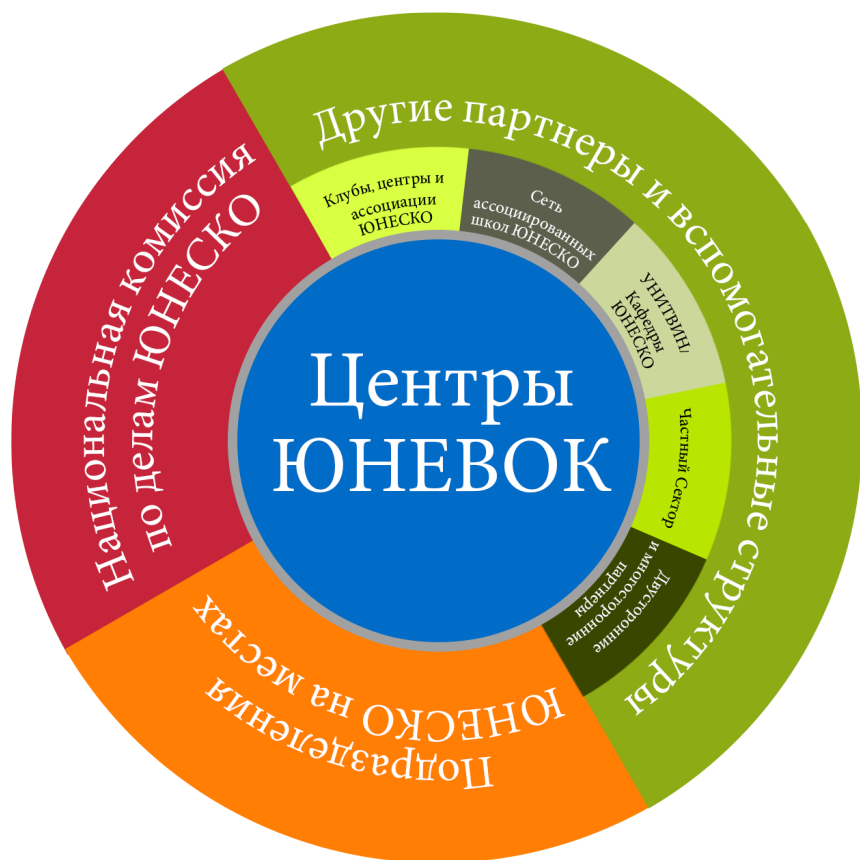 Центры
ЮНЕВОК
Национальная комиссия
по делам ЮНЕСКО
Другие партнеры и вспомогательные структуры
Клубы, центры и
ассоциации
ЮНЕСКО
Сеть
ассоциированных
школ ЮНЕСКО
УНИТВИН/
Кафедры
ЮНЕСКО
Частный Сектор
Двусторонние
и многосторонние
партнеры
Подразделения
ЮНЕСКО на местах